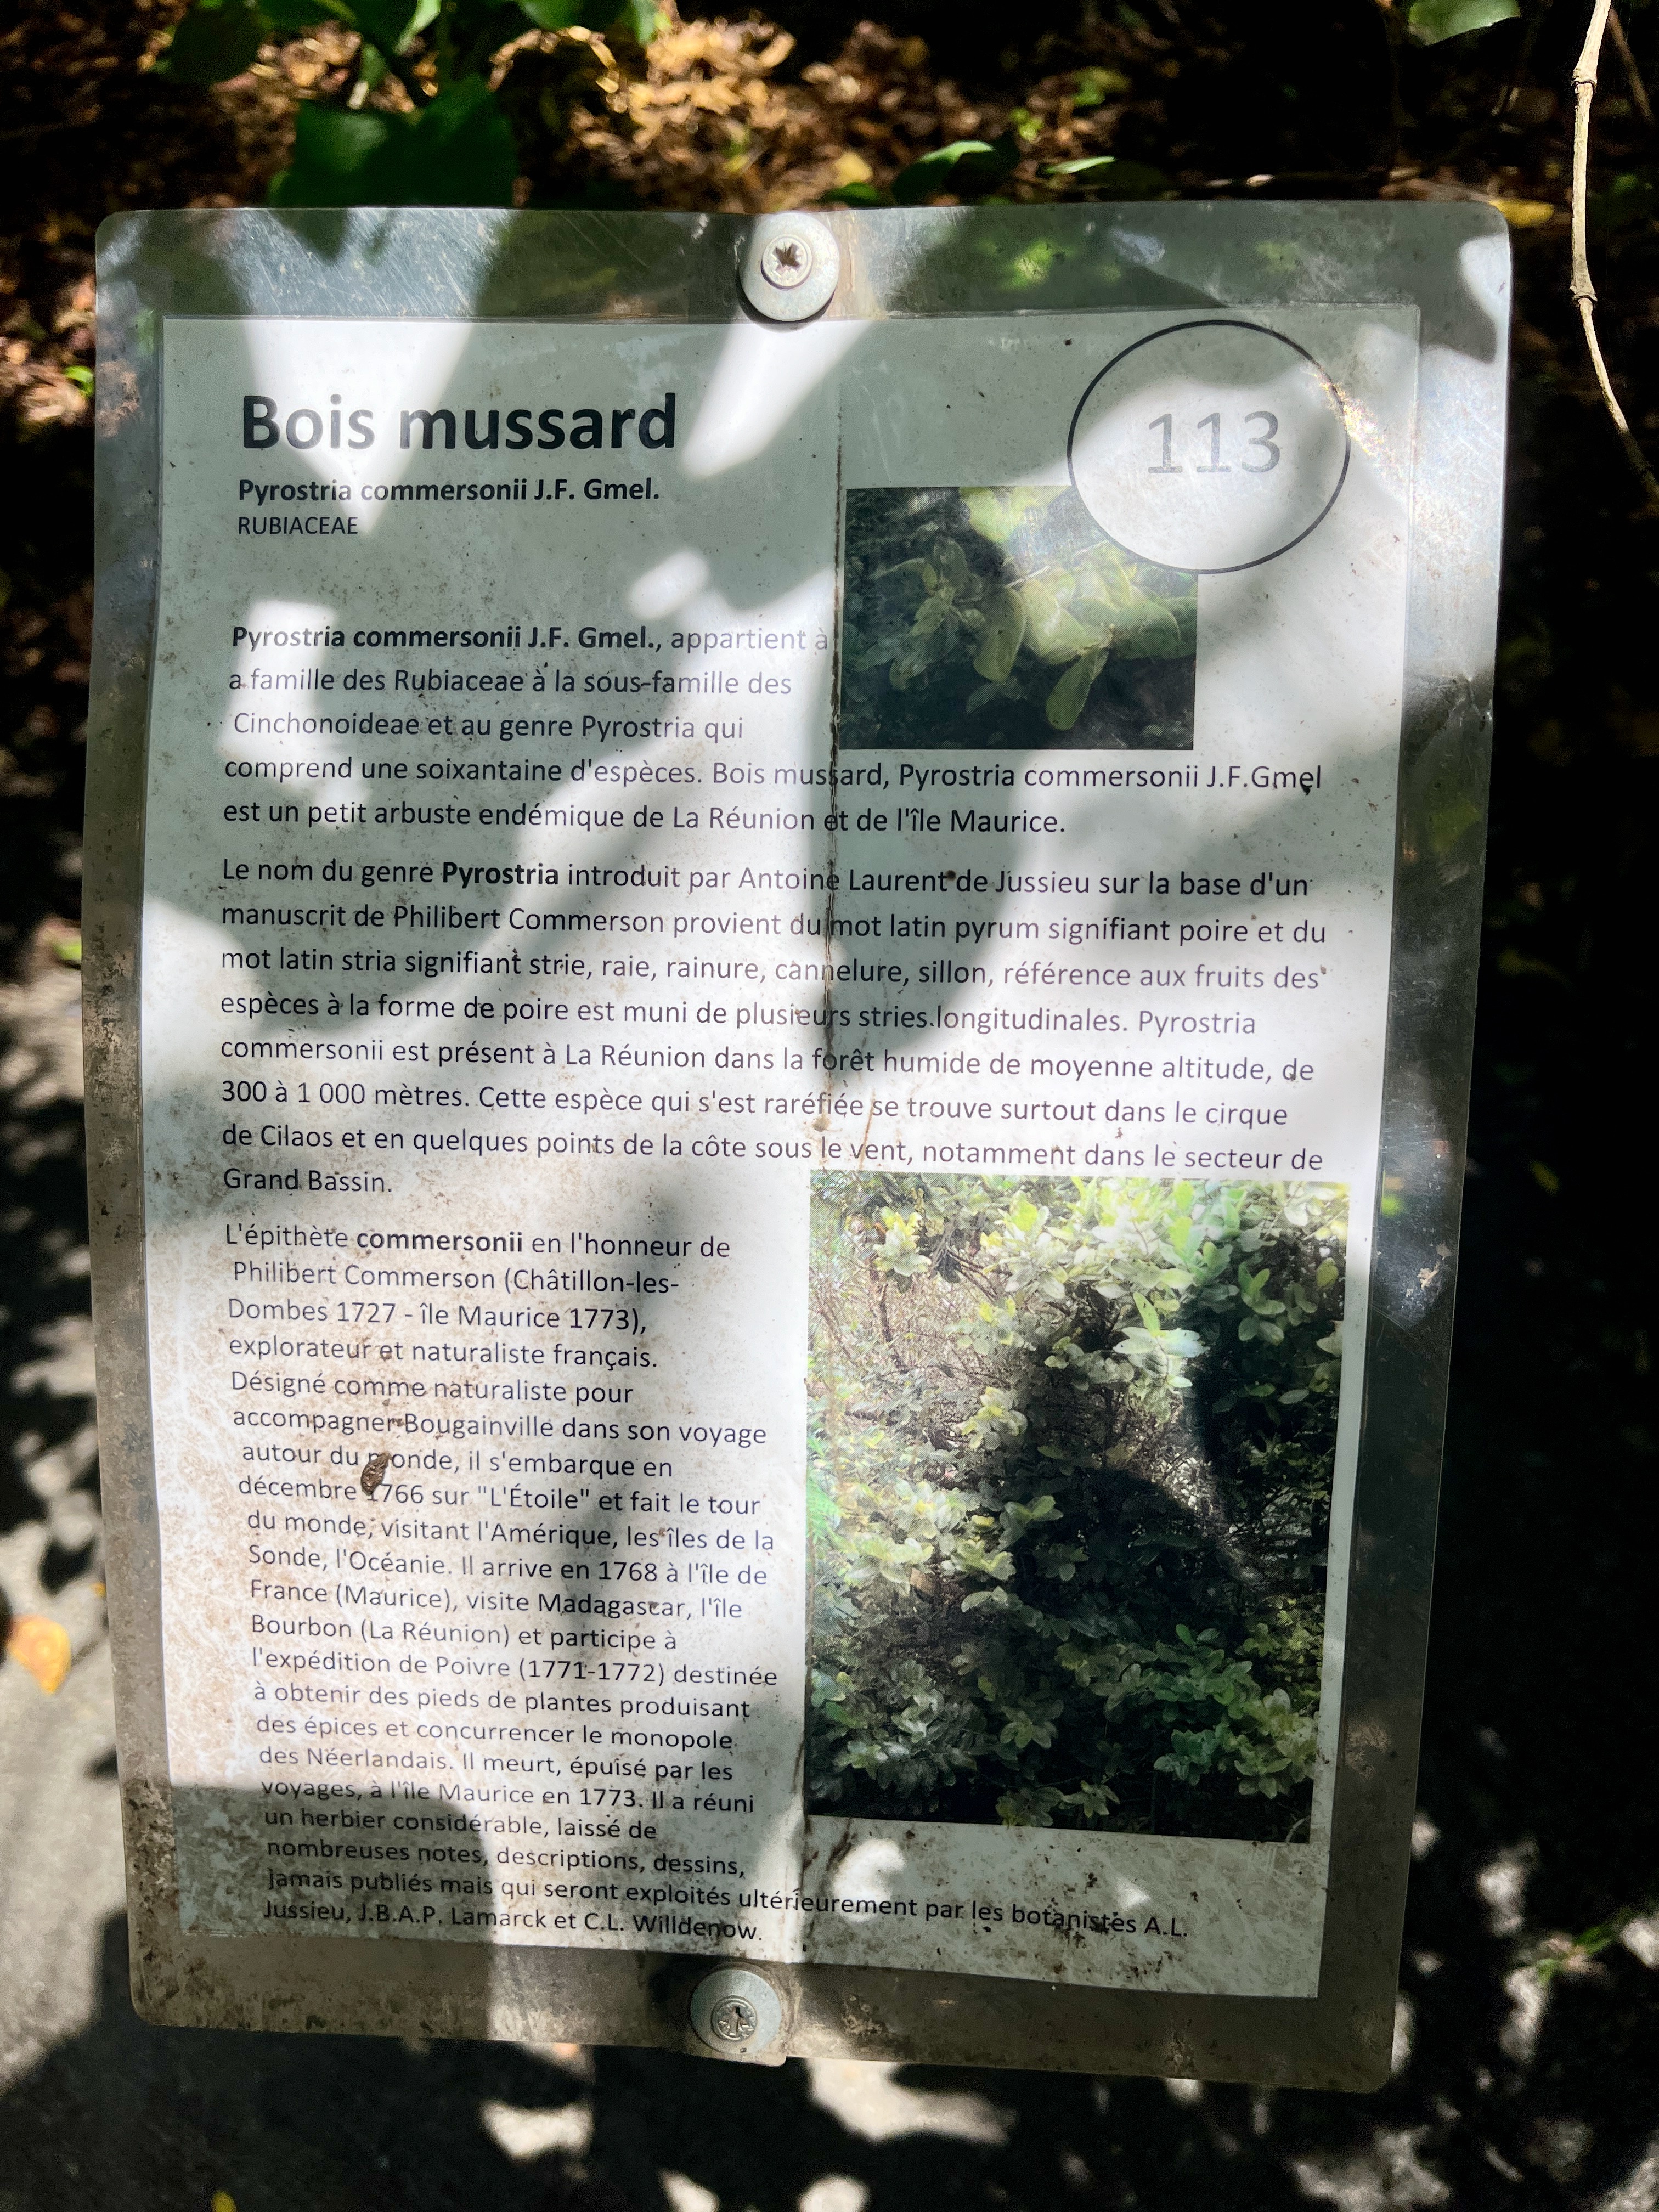 Bois mussard
113
Pyrostria commersonii J.F. Gmel.
RUBIACEAE
Pyrostria commersonii J.F. Gmel., appartient à
a famille des Rubiaceae à la sous-famille des
Cinchonoideae et au genre Pyrostria qui
comprend une soixantaine d'espèces. Bois mussard, Pyrostria commersonii J.F.Gmel
est un petit arbuste endémique de La Réunion et de l'île Maurice.
Le nom du genre Pyrostria introduit par Antoine Laurent de Jussieu sur la base d'un
manuscrit de Philibert Commerson provient du mot latin pyrum signifiant poire et du
mot latin stria signifiant strie, raie, rainure, cannelure, sillon, référence aux fruits des
espèces à la forme de poire est muni de plusieurs stries longitudinales. Pyrostria
commersonii est présent à La Réunion dans la forêt humide de moyenne altitude, de
300 à 1 000 mètres. Cette espèce qui s'est raréfiée se trouve surtout dans le cirque
de Cilaos et en quelques points de la côte sous le vent, notamment dans le secteur de
Grand Bassin.
L'épithète commersonii en l'honneur de
Philibert Commerson (Châtillon-les-
Dombes 1727 - île Maurice 1773),
explorateur et naturaliste français.
Désigné comme naturaliste pour
accompagner Bougainville dans son voyage
autour du monde, il s'embarque en
décembre 1766 sur "L'Étoile" et fait le tour
du monde, visitant l'Amérique, les îles de la
Sonde, l'Océanie. Il arrive en 1768 à l'île de
France (Maurice), visite Madagascar, l'île
Bourbon (La Réunion) et participe à
l'expédition de Poivre (1771-1772) destinée
à obtenir des pieds de plantes produisant
des épices et concurrencer le monopole
des Néerlandais. Il meurt, épuisé par les
voyages, à l'île Maurice en 1773. Il a réuni
un herbier considérable, laissé de
nombreuses notes, descriptions, dessins,
jamais publiés mais qui seront exploités ultérieurement par les botanistes A.L.
Jussieu, J.B.A.P. Lamarck et C.L. Willdenow.